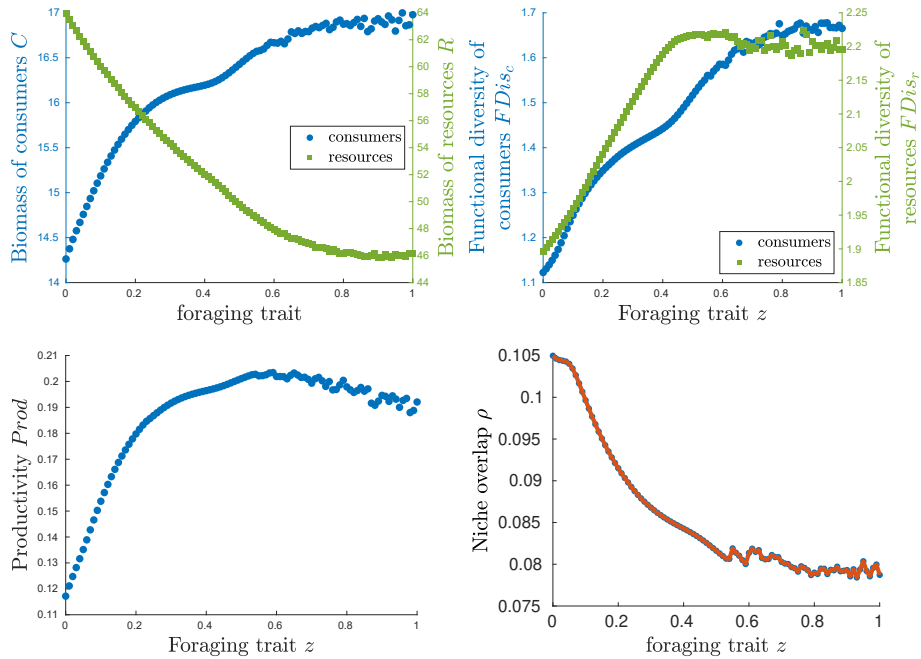 Biomass of consumers C
17
16.5
16
15.5
15
14.5
14
64
62
60
58
56
54
52
50
48
46
44
Biomass of resources R
consumers
resources
0 0.2 0.4 0.6 0.8 1
foraging trait
Functional diversity of
consumers FDis_c
1.7
1.6
1.5
1.4
1.3
1.2
1.1
2.25
2.2
2.15
2.1
2.05
2
1.95
1.9
1.85
Functional diversity of
resources FDis_r
consumers
resources
0 0.2 0.4 0.6 0.8 1
Foraging trait z
Productivity Prod
0.21
0.2
0.19
0.18
0.17
0.16
0.15
0.14
0.13
0.12
0.11
0 0.2 0.4 0.6 0.8 1
Foraging trait z
Niche overlap ρ
0.105
0.1
0.095
0.09
0.085
0.08
0.075
0 0.2 0.4 0.6 0.8 1
foraging trait z